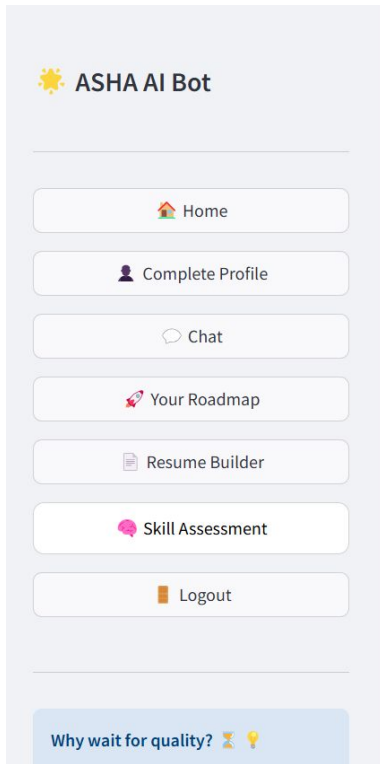 ASHA AI Bot
Home
Complete Profile
Chat
Your Roadmap
Resume Builder
Skill Assessment
Logout
Why wait for quality?